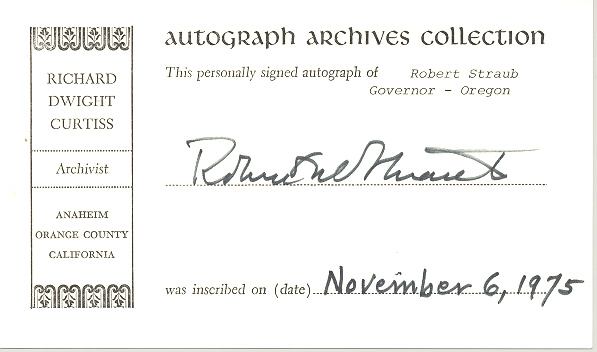 RICHARD
DWIGHT
CURTISS
Archivist
ANAHEIM
ORANGE COUNTY
CALIFORNIA
AUTOGRAPH ARCHIVES COLLECTION
This personally signed autograph of Robert Straub
Governor - Oregon
Robert W Straub
was inscribed on (date) November 6, 1975